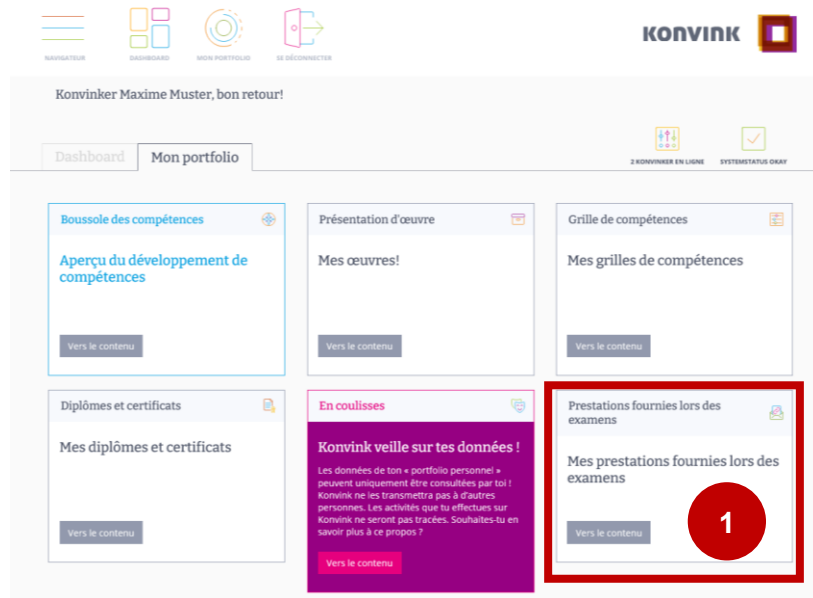 NAVIGATEUR
DASHBOARD
MON PORTFOLIO
SE DÉCONNECTER
KONVINK
Konvinker Maxime Muster, bon retour!
Dashboard
Mon portfolio
2 KONVINKER EN LIGNE
SYSTEMSTATUS OKAY
Boussole des compétences
Aperçu du développement de
compétences
Vers le contenu
Présentation d'œuvre
Mes œuvres!
Vers le contenu
Grille de compétences
Mes grilles de compétences
Vers le contenu
Diplômes et certificats
Mes diplômes et certificats
Vers le contenu
En coulisses
Konvink veille sur tes données !
Les données de ton « portfolio personnel »
peuvent uniquement être consultées par toi !
Konvink ne les transmettra pas à d'autres
personnes. Les activités que tu effectues sur
Konvink ne seront pas tracées. Souhaites-tu en
savoir plus à ce propos ?
Vers le contenu
Prestations fournies lors des
examens
Mes prestations fournies lors des
examens
1
Vers le contenu